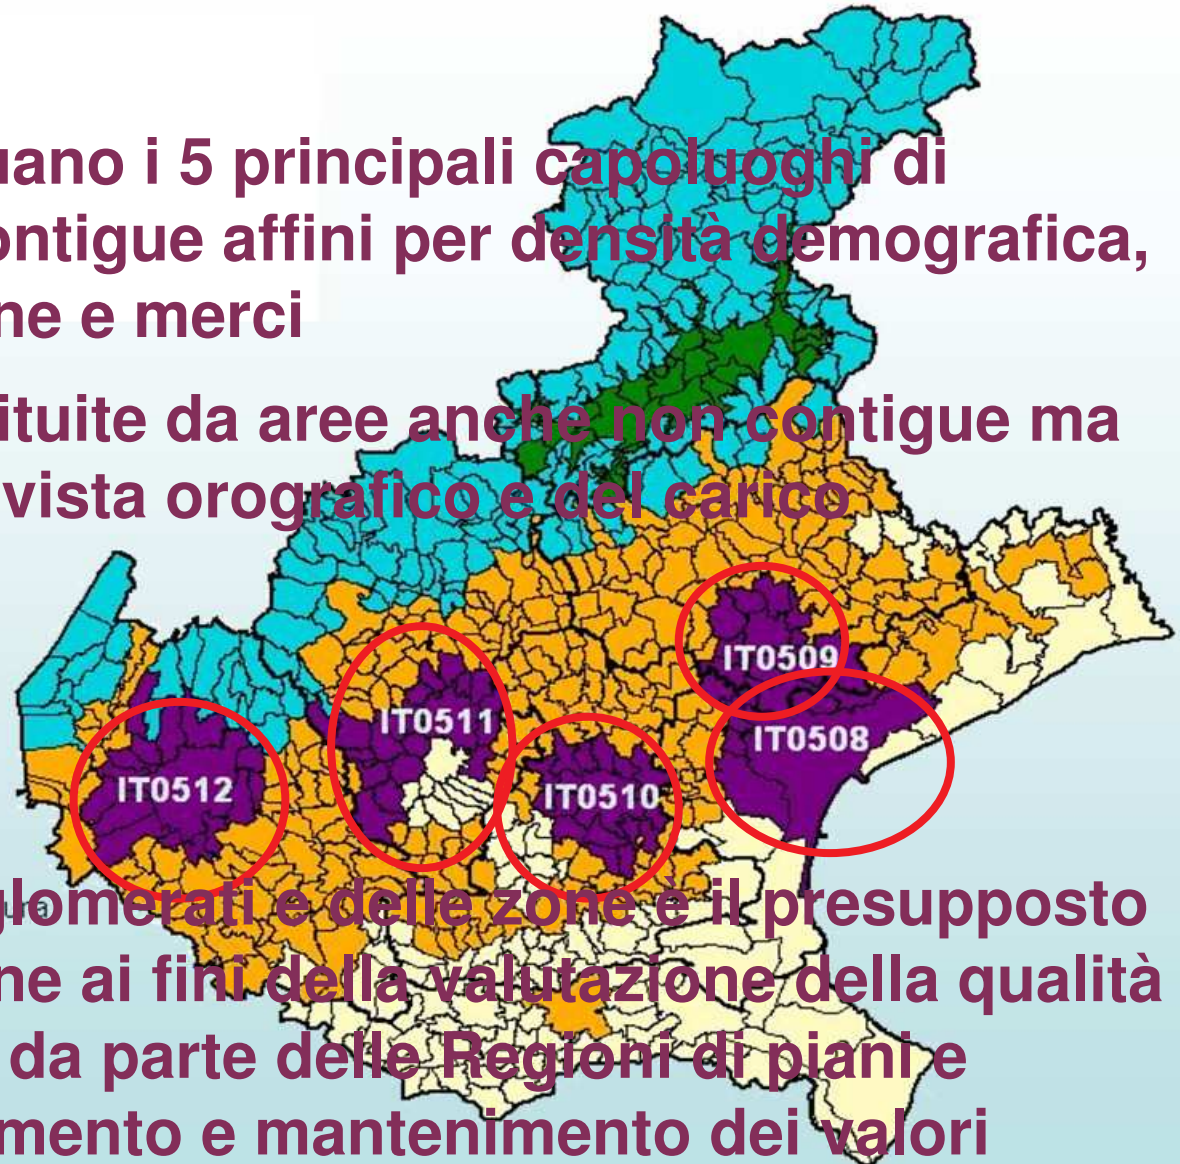 uano i 5 principali capoluoghi di
ontigue affini per densità demografica,
ne e merci
ituite da aree anche non contigue ma
vista orografico e del carico
IT0509
IT0511
IT0508
IT0512
IT0510
glomerati e delle zone è il presupposto
ura
ne ai fini della valutazione della qualità
da parte delle Regioni di piani e
mento e mantenimento dei valori